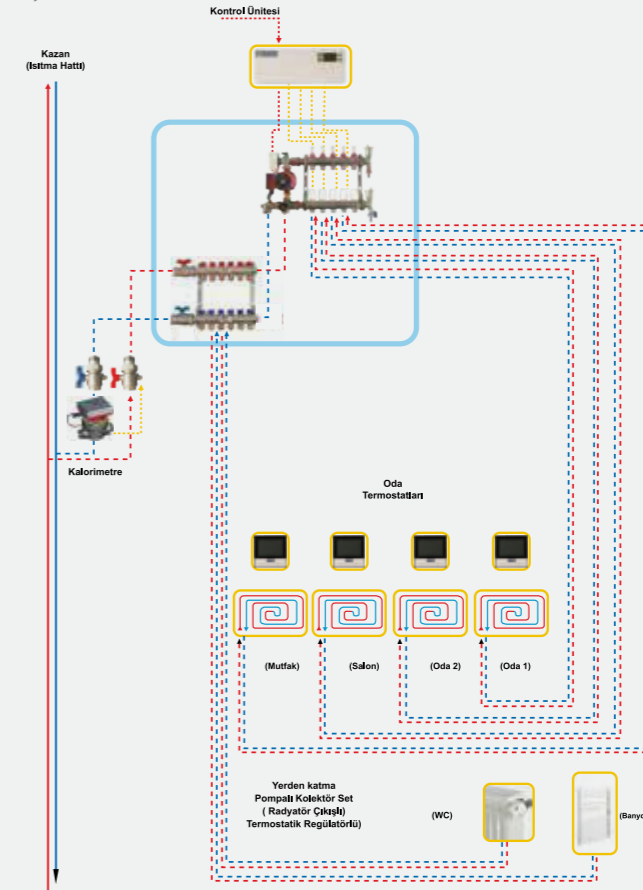 Kontrol Ünitesi
Kazan
(Isıtma Hattı)
Kalorimetre
Oda
Termostatları
(Mutfak)
(Salon)
(Oda 2)
(Oda 1)
Yerden katma
Pompalı Kolektör Set
( Radyatör Çıkışlı)
Termostatik Regülatörlü)
(WC)
(Banyo